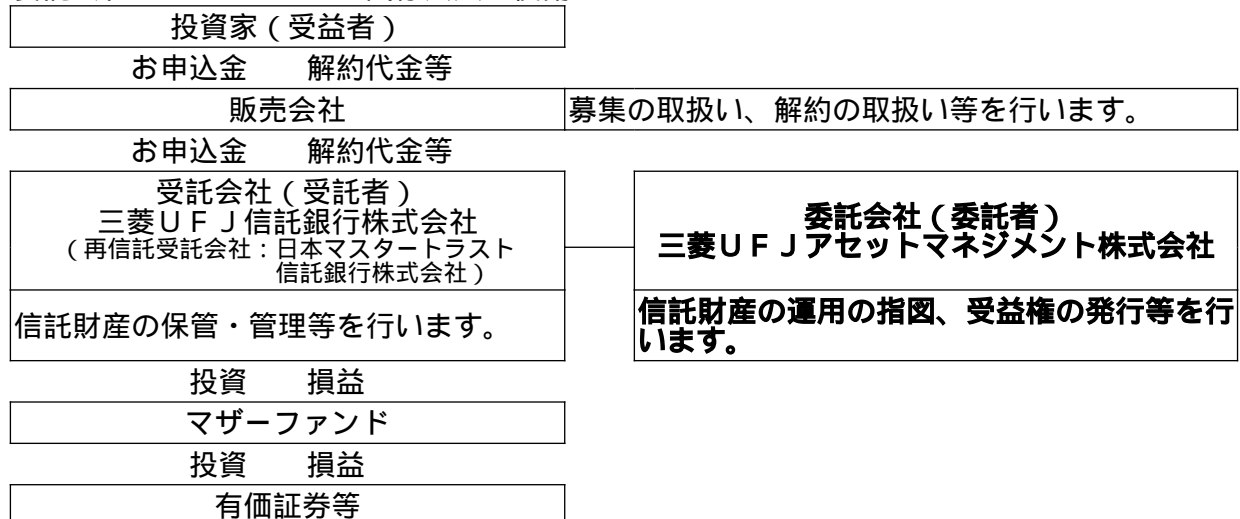 投資家（受益者）
お申込金　　解約代金等
販売会社　募集の取扱い、解約の取扱い等を行います。
お申込金　　解約代金等
受託会社（受託者）
三菱ＵＦＪ信託銀行株式会社
（再信託受託会社：日本マスタートラスト
信託銀行株式会社）
委託会社（委託者）
三菱ＵＦＪアセットマネジメント株式会社
信託財産の保管・管理等を行います。
信託財産の運用の指図、受益権の発行等を行
います。
投資　　損益
マザーファンド
投資　　損益
有価証券等